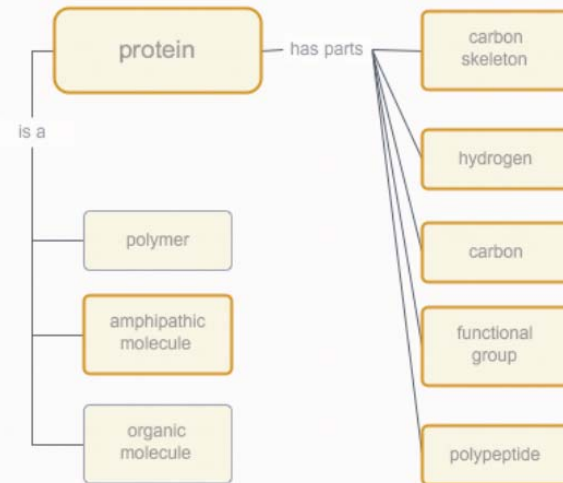 protein
has parts
carbon
skeleton
is a
hydrogen
polymer
carbon
amphipathic
molecule
functional
group
organic
molecule
polypeptide